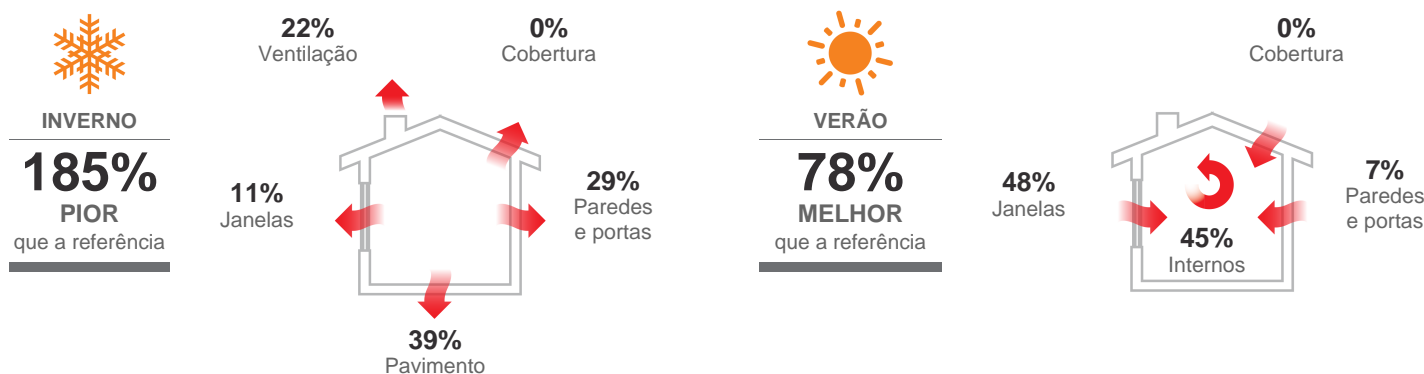 INVERNO
185%
PIOR
que a referência
22%
Ventilação
0%
Cobertura
11%
Janelas
29%
Paredes
e portas
39%
Pavimento
VERÃO
78%
MELHOR
que a referência
0%
Cobertura
48%
Janelas
45%
Internos
7%
Paredes
e portas